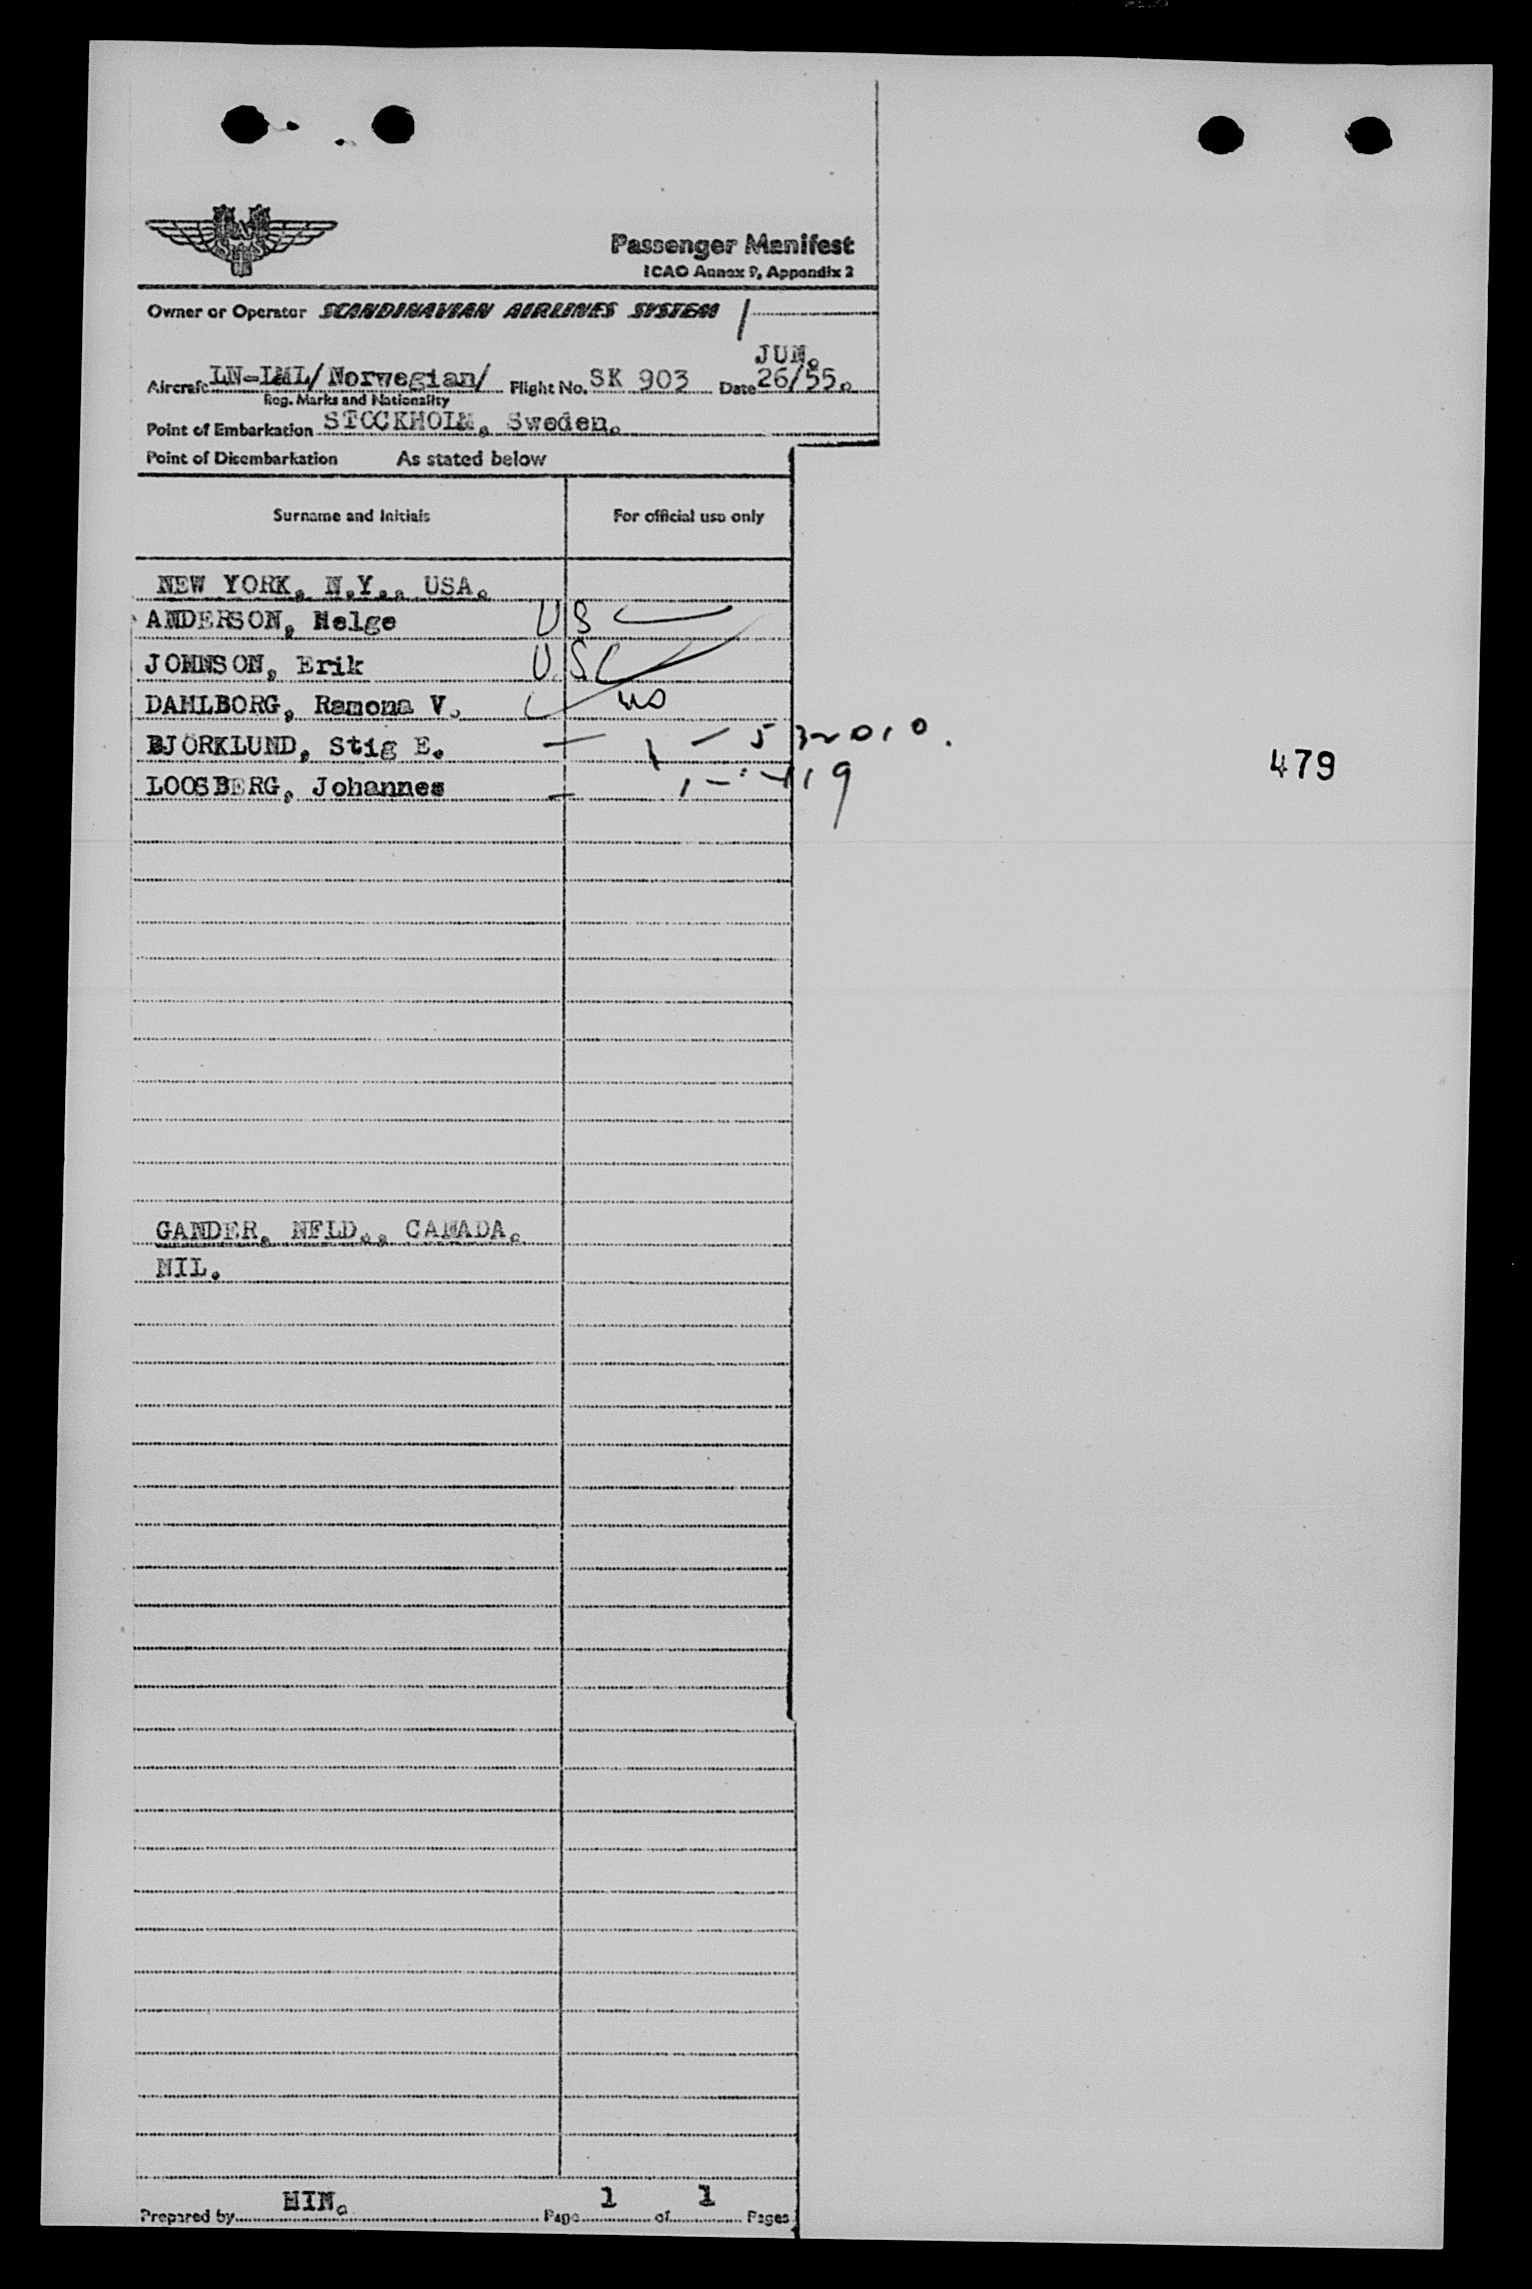 Passenger Manifest
ICAO Annex 9, Appendix 2
Owner or Operator SCANDINAVIAN AIRLINES SYSTEM
JUN.
Aircraft LN-LML/Norwegian/ Flight No. SK 903 Date 26/55.
Reg. Marks and Nationality
Point of Embarkation STOCKHOLM, Sweden.
Point of Disembarkation As stated below
Surname and Initials For official use only
NEW YORK, N.Y., USA.
ANDERSON, Helge US
JOHNSON, Erik U.S.
DAHLBORG, Ramona V.
BJÖRKLUND, Stig E.
LOOSBERG, Johannes
479
GANDER, NFLD., CANADA.
NIL.
Prepared by Page 1 of 1 Pages